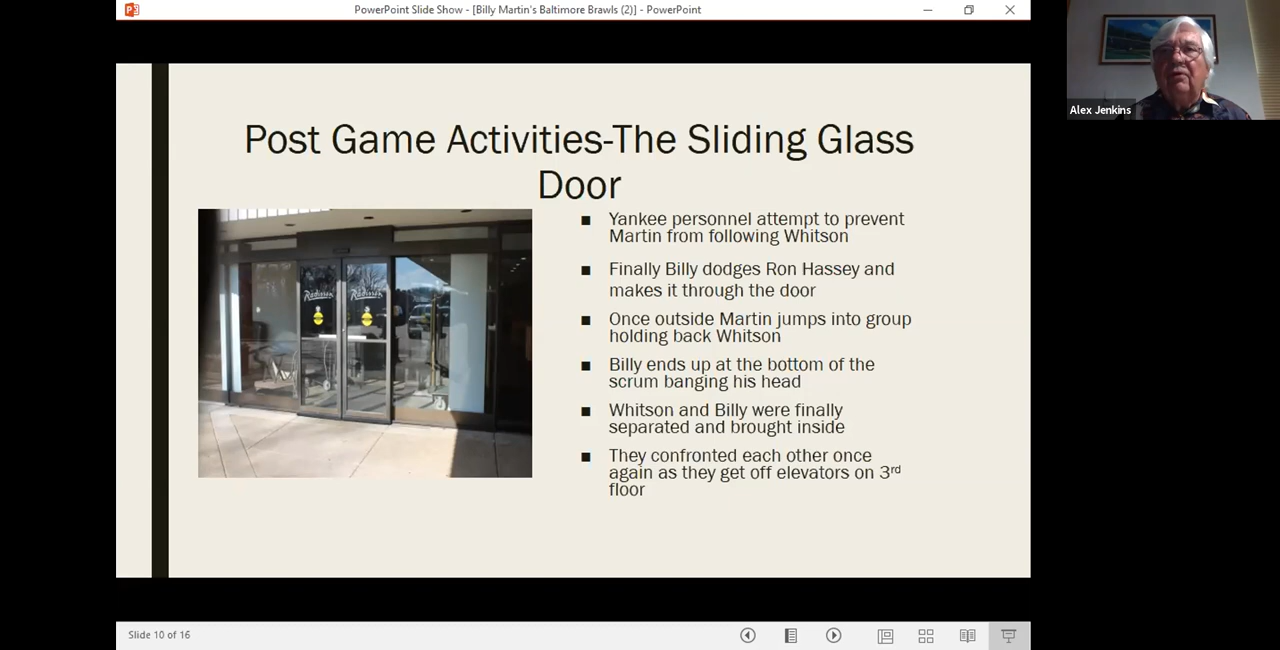 PowerPoint Slide Show - [Billy Martin's Baltimore Brawls (2)] - PowerPoint
Alex Jenkins
Post Game Activities-The Sliding Glass
Door
Radisson Radisson
■ Yankee personnel attempt to prevent
Martin from following Whitson
■ Finally Billy dodges Ron Hassey and
makes it through the door
■ Once outside Martin jumps into group
holding back Whitson
■ Billy ends up at the bottom of the
scrum banging his head
■ Whitson and Billy were finally
separated and brought inside
■ They confronted each other once
again as they get off elevators on 3rd
floor
Slide 10 of 16